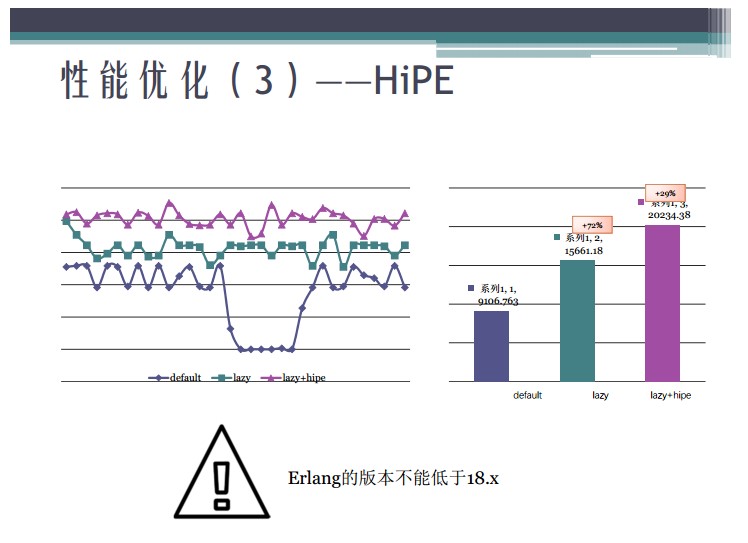 性能优化（3）——HiPE
default
lazy
lazy+hipe
+29%
系列1, 3,
20234.38
+72%
系列1, 2,
15661.18
系列1, 1,
9106.763
default
lazy
lazy+hipe
Erlang的版本不能低于18.x